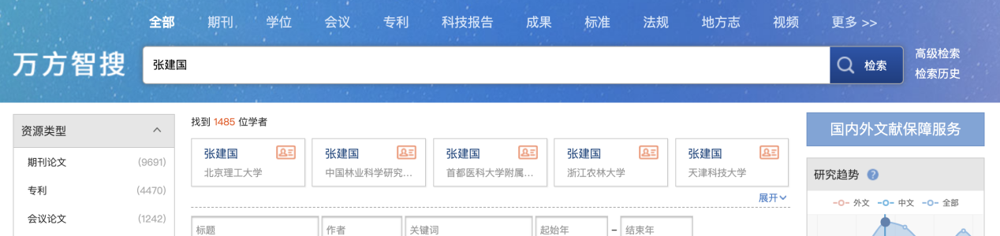 全部 期刊 学位 会议 专利 科技报告 成果 标准 法规 地方志 视频 更多 >>
万方智搜 张建国 检索 高级检索
检索历史
资源类型
期刊论文 (9691)
专利 (4470)
会议论文 (1242)
找到 1485 位学者
张建国 张建国 张建国 张建国 张建国
北京理工大学 中国林业科学研究... 首都医科大学附属... 浙江农林大学 天津科技大学
展开
标题 作者 关键词 起始年 – 结束年
国内外文献保障服务
研究趋势 ?
外文 中文 全部